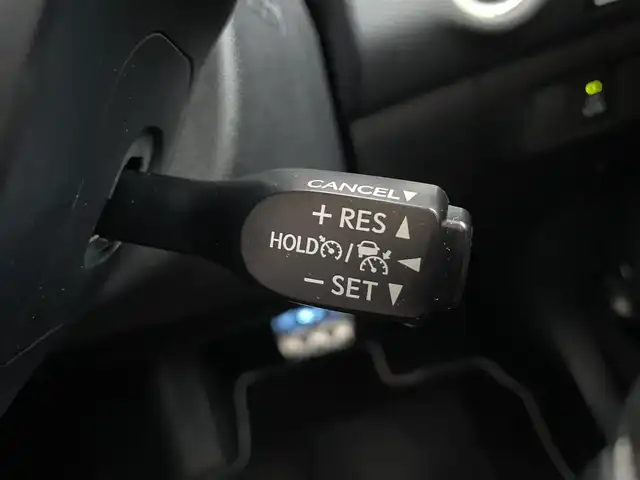 CANCEL▼
+ RES ▲
HOLD / ◀
− SET ▼